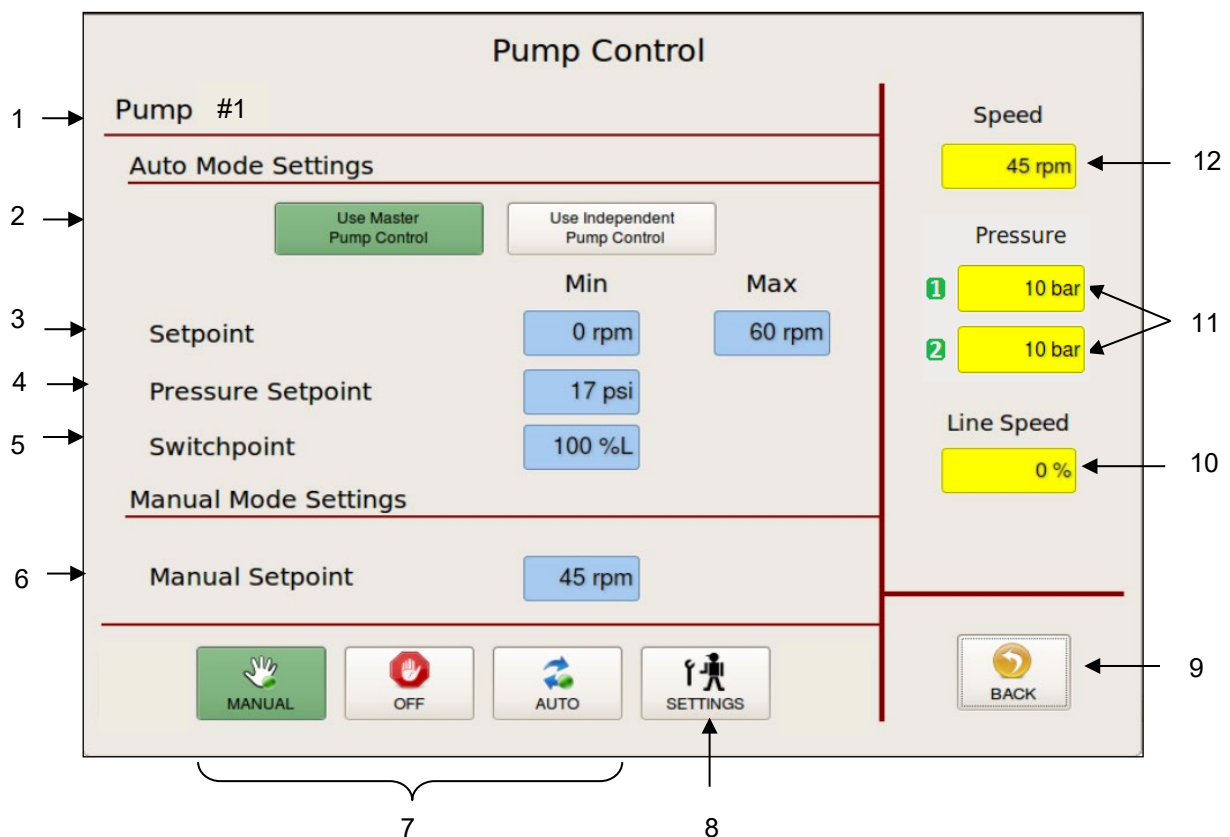 Pump Control
1
Pump #1
Auto Mode Settings
2
Use Master
Pump Control
Use Independent
Pump Control
Min Max
3
Setpoint 0 rpm 60 rpm
4
Pressure Setpoint 17 psi
5
Switchpoint 100 %L
Manual Mode Settings
6
Manual Setpoint 45 rpm
MANUAL OFF AUTO SETTINGS
7
8
Speed
45 rpm
12
Pressure
1 10 bar
2 10 bar
11
Line Speed
0 %
10
BACK
9